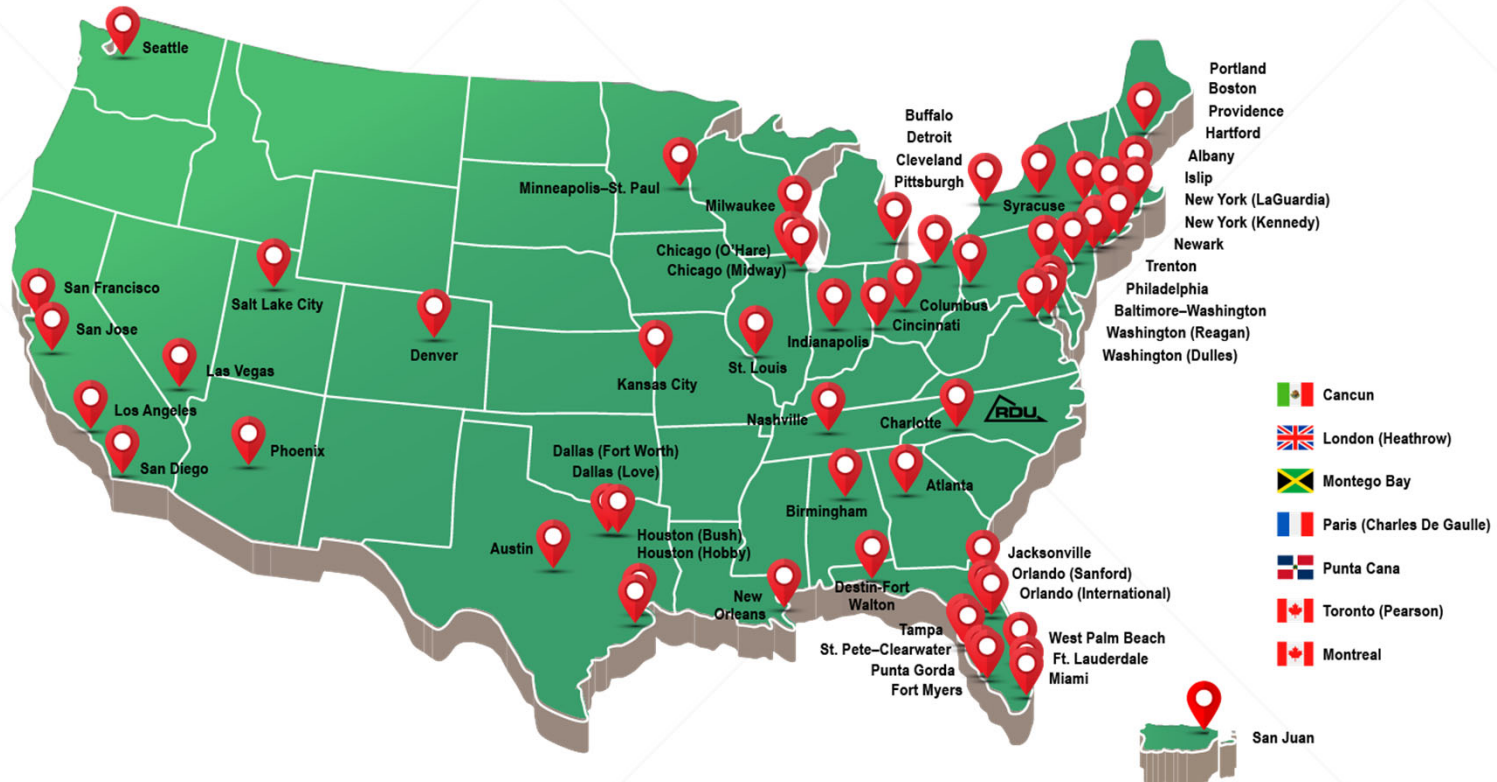 Seattle
San Francisco
San Jose
Los Angeles
San Diego
Las Vegas
Phoenix
Salt Lake City
Denver
Minneapolis–St. Paul
Milwaukee
Chicago (O'Hare)
Chicago (Midway)
Kansas City
St. Louis
Indianapolis
Cincinnati
Columbus
Nashville
Charlotte
RDU
Dallas (Fort Worth)
Dallas (Love)
Austin
Houston (Bush)
Houston (Hobby)
New
Orleans
Birmingham
Atlanta
Destin-Fort
Walton
Jacksonville
Orlando (Sanford)
Orlando (International)
Tampa
St. Pete–Clearwater
Punta Gorda
Fort Myers
West Palm Beach
Ft. Lauderdale
Miami
San Juan
Buffalo
Detroit
Cleveland
Pittsburgh
Syracuse
Portland
Boston
Providence
Hartford
Albany
Islip
New York (LaGuardia)
New York (Kennedy)
Newark
Trenton
Philadelphia
Baltimore–Washington
Washington (Reagan)
Washington (Dulles)
Cancun
London (Heathrow)
Montego Bay
Paris (Charles De Gaulle)
Punta Cana
Toronto (Pearson)
Montreal